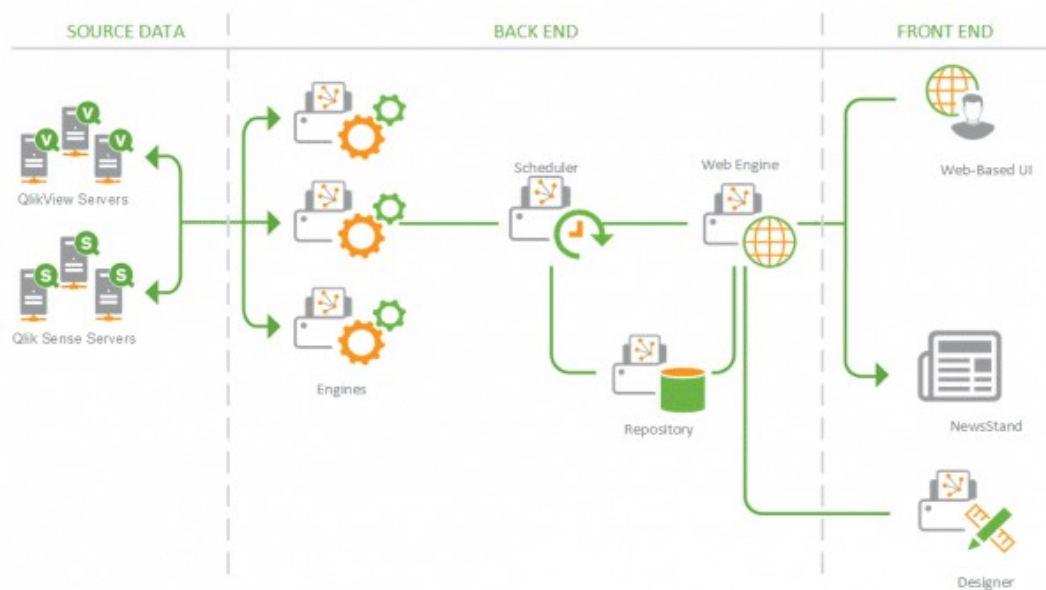 SOURCE DATA
BACK END
FRONT END
V
V
V
QlikView Servers
S
S
S
Qlik Sense Servers
Engines
Scheduler
Web Engine
Repository
Web-Based UI
NewsStand
Designer